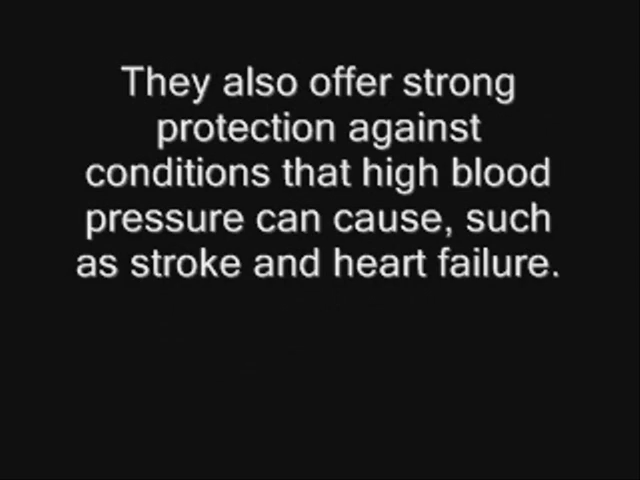 They also offer strong
protection against
conditions that high blood
pressure can cause, such
as stroke and heart failure.